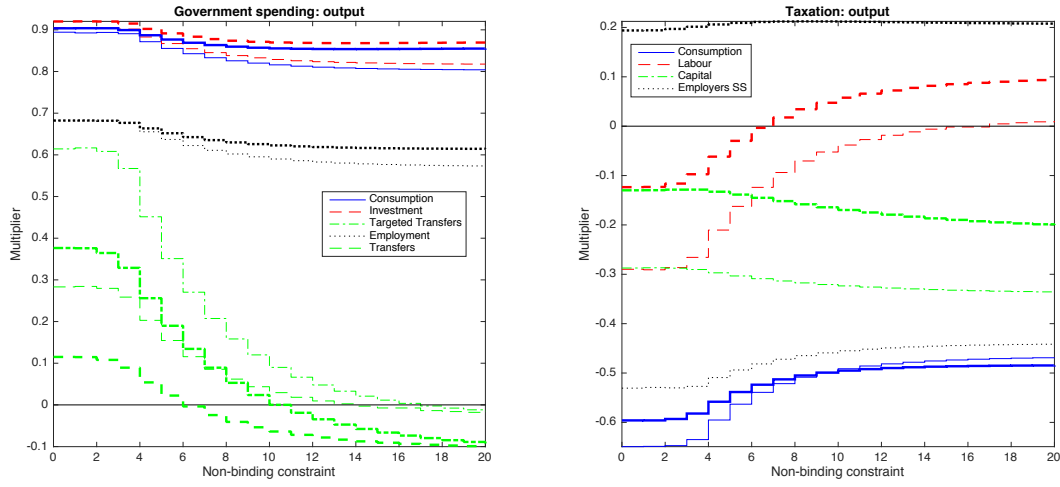 Government spending: output
0.9
0.8
0.7
0.6
0.5
0.4
0.3
0.2
0.1
0
-0.1
Multiplier
Consumption
Investment
Targeted Transfers
Employment
Transfers
0 2 4 6 8 10 12 14 16 18 20
Non-binding constraint
Taxation: output
0.2
0.1
0
-0.1
-0.2
-0.3
-0.4
-0.5
-0.6
Multiplier
Consumption
Labour
Capital
Employers SS
0 2 4 6 8 10 12 14 16 18 20
Non-binding constraint